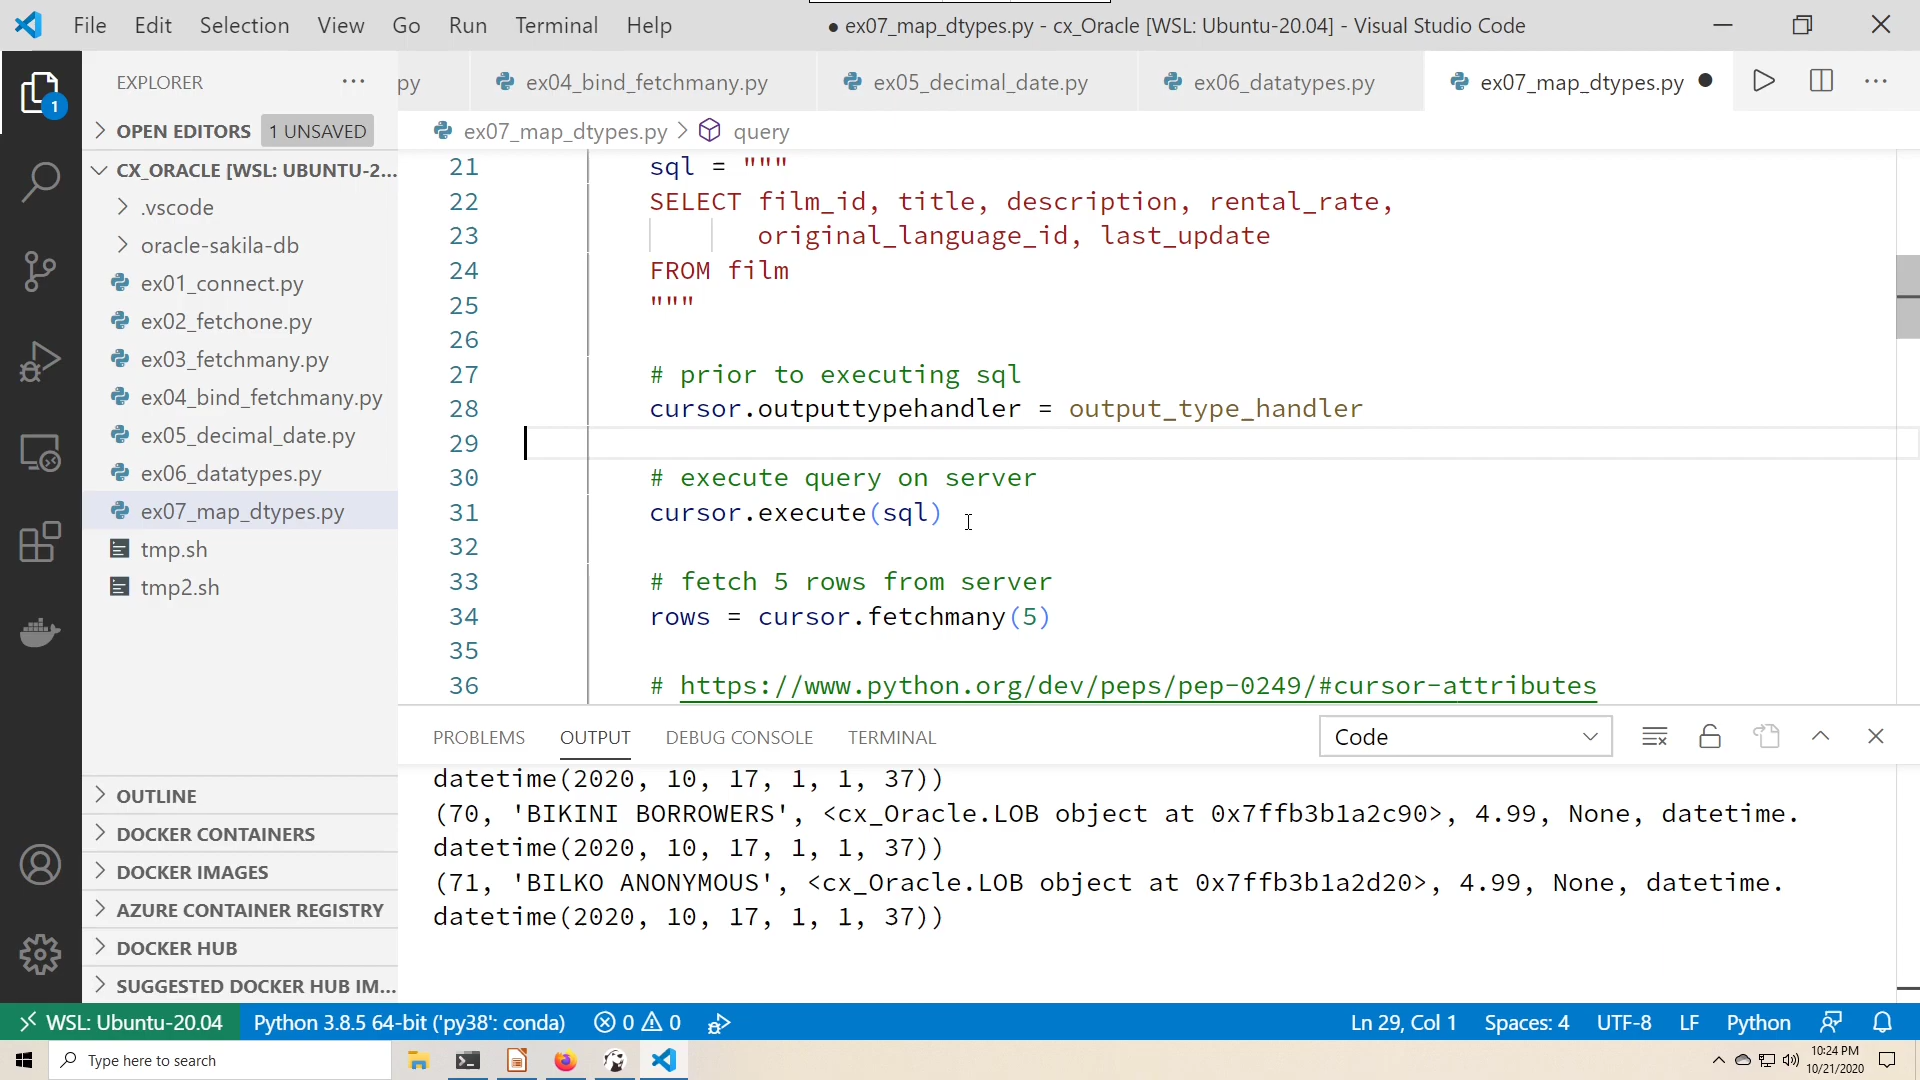 File Edit Selection View Go Run Terminal Help
● ex07_map_dtypes.py - cx_Oracle [WSL: Ubuntu-20.04] - Visual Studio Code
EXPLORER ···
py
ex04_bind_fetchmany.py
ex05_decimal_date.py
ex06_datatypes.py
ex07_map_dtypes.py ●
1
OPEN EDITORS 1 UNSAVED
CX_ORACLE [WSL: UBUNTU-2...
.vscode
oracle-sakila-db
ex01_connect.py
ex02_fetchone.py
ex03_fetchmany.py
ex04_bind_fetchmany.py
ex05_decimal_date.py
ex06_datatypes.py
ex07_map_dtypes.py
tmp.sh
tmp2.sh
OUTLINE
DOCKER CONTAINERS
DOCKER IMAGES
AZURE CONTAINER REGISTRY
DOCKER HUB
SUGGESTED DOCKER HUB IM...
ex07_map_dtypes.py > query
21 sql = """
22 SELECT film_id, title, description, rental_rate,
23 original_language_id, last_update
24 FROM film
25 """
26
27 # prior to executing sql
28 cursor.outputtypehandler = output_type_handler
29
30 # execute query on server
31 cursor.execute(sql)
32
33 # fetch 5 rows from server
34 rows = cursor.fetchmany(5)
35
36 # https://www.python.org/dev/peps/pep-0249/#cursor-attributes
PROBLEMS OUTPUT DEBUG CONSOLE TERMINAL
Code
datetime(2020, 10, 17, 1, 1, 37))
(70, 'BIKINI BORROWERS', <cx_Oracle.LOB object at 0x7ffb3b1a2c90>, 4.99, None, datetime.
datetime(2020, 10, 17, 1, 1, 37))
(71, 'BILKO ANONYMOUS', <cx_Oracle.LOB object at 0x7ffb3b1a2d20>, 4.99, None, datetime.
datetime(2020, 10, 17, 1, 1, 37))
WSL: Ubuntu-20.04 Python 3.8.5 64-bit ('py38': conda) 0 0 Ln 29, Col 1 Spaces: 4 UTF-8 LF Python
Type here to search
10:24 PM
10/21/2020